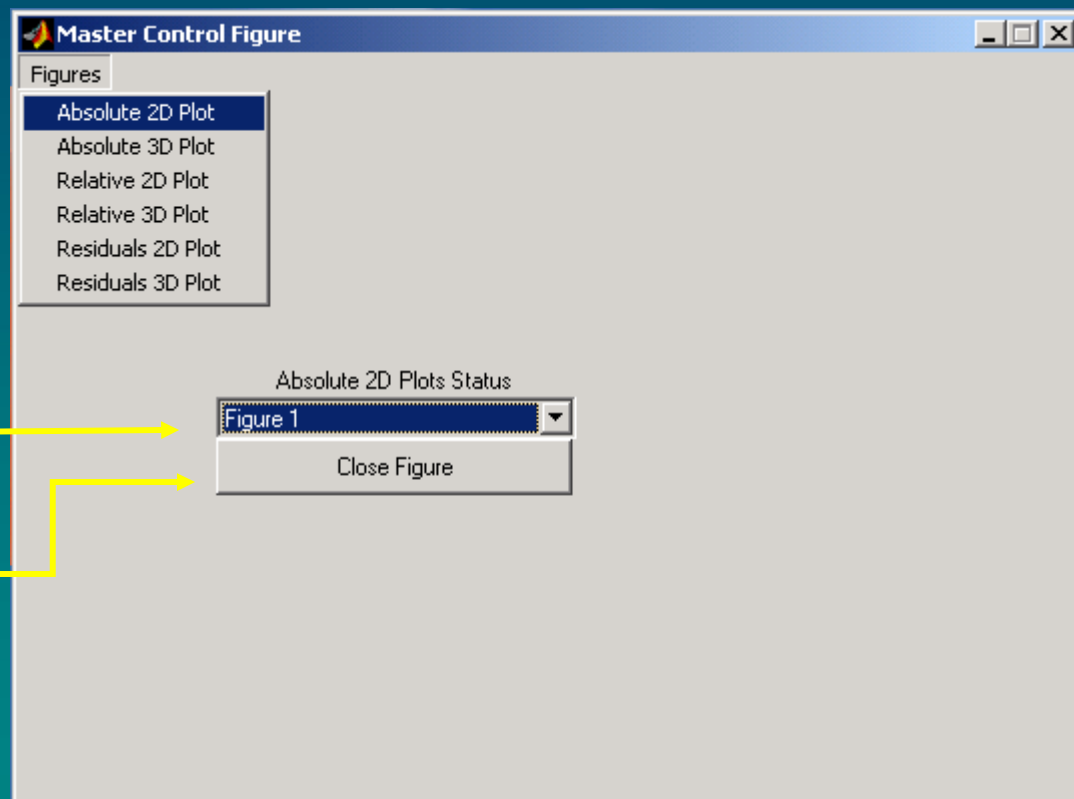 Master Control Figure
Figures
Absolute 2D Plot
Absolute 3D Plot
Relative 2D Plot
Relative 3D Plot
Residuals 2D Plot
Residuals 3D Plot
Absolute 2D Plots Status
Figure 1
Close Figure